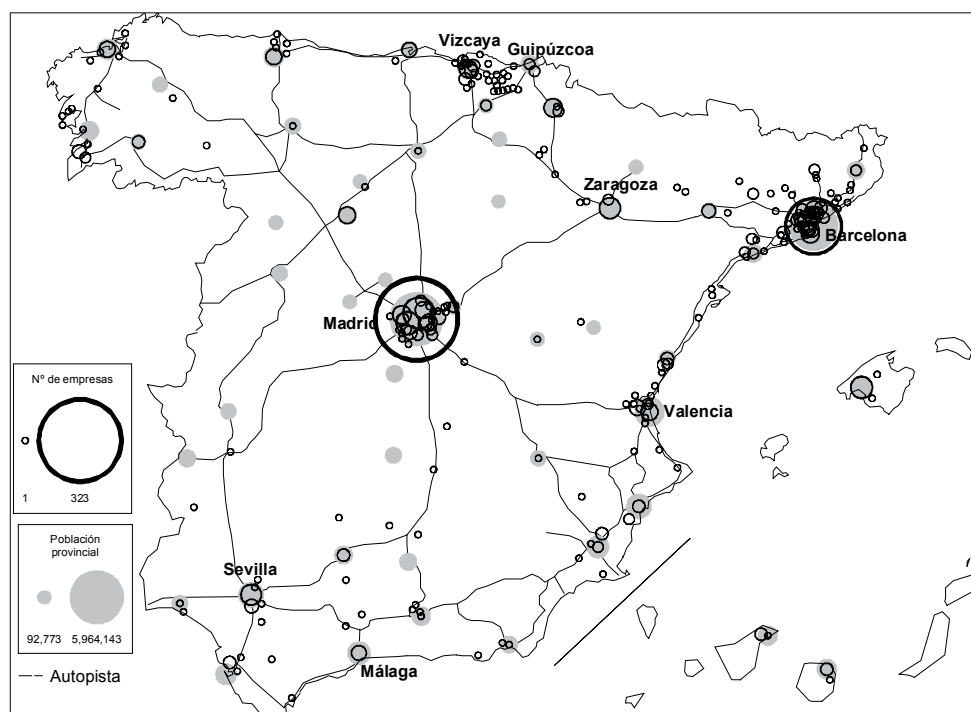 Vizcaya
Guipúzcoa
Zaragoza
Barcelona
Madrid
Valencia
Sevilla
Málaga
Nº de empresas
1 323
Población
provincial
92,773 5,964,143
Autopista